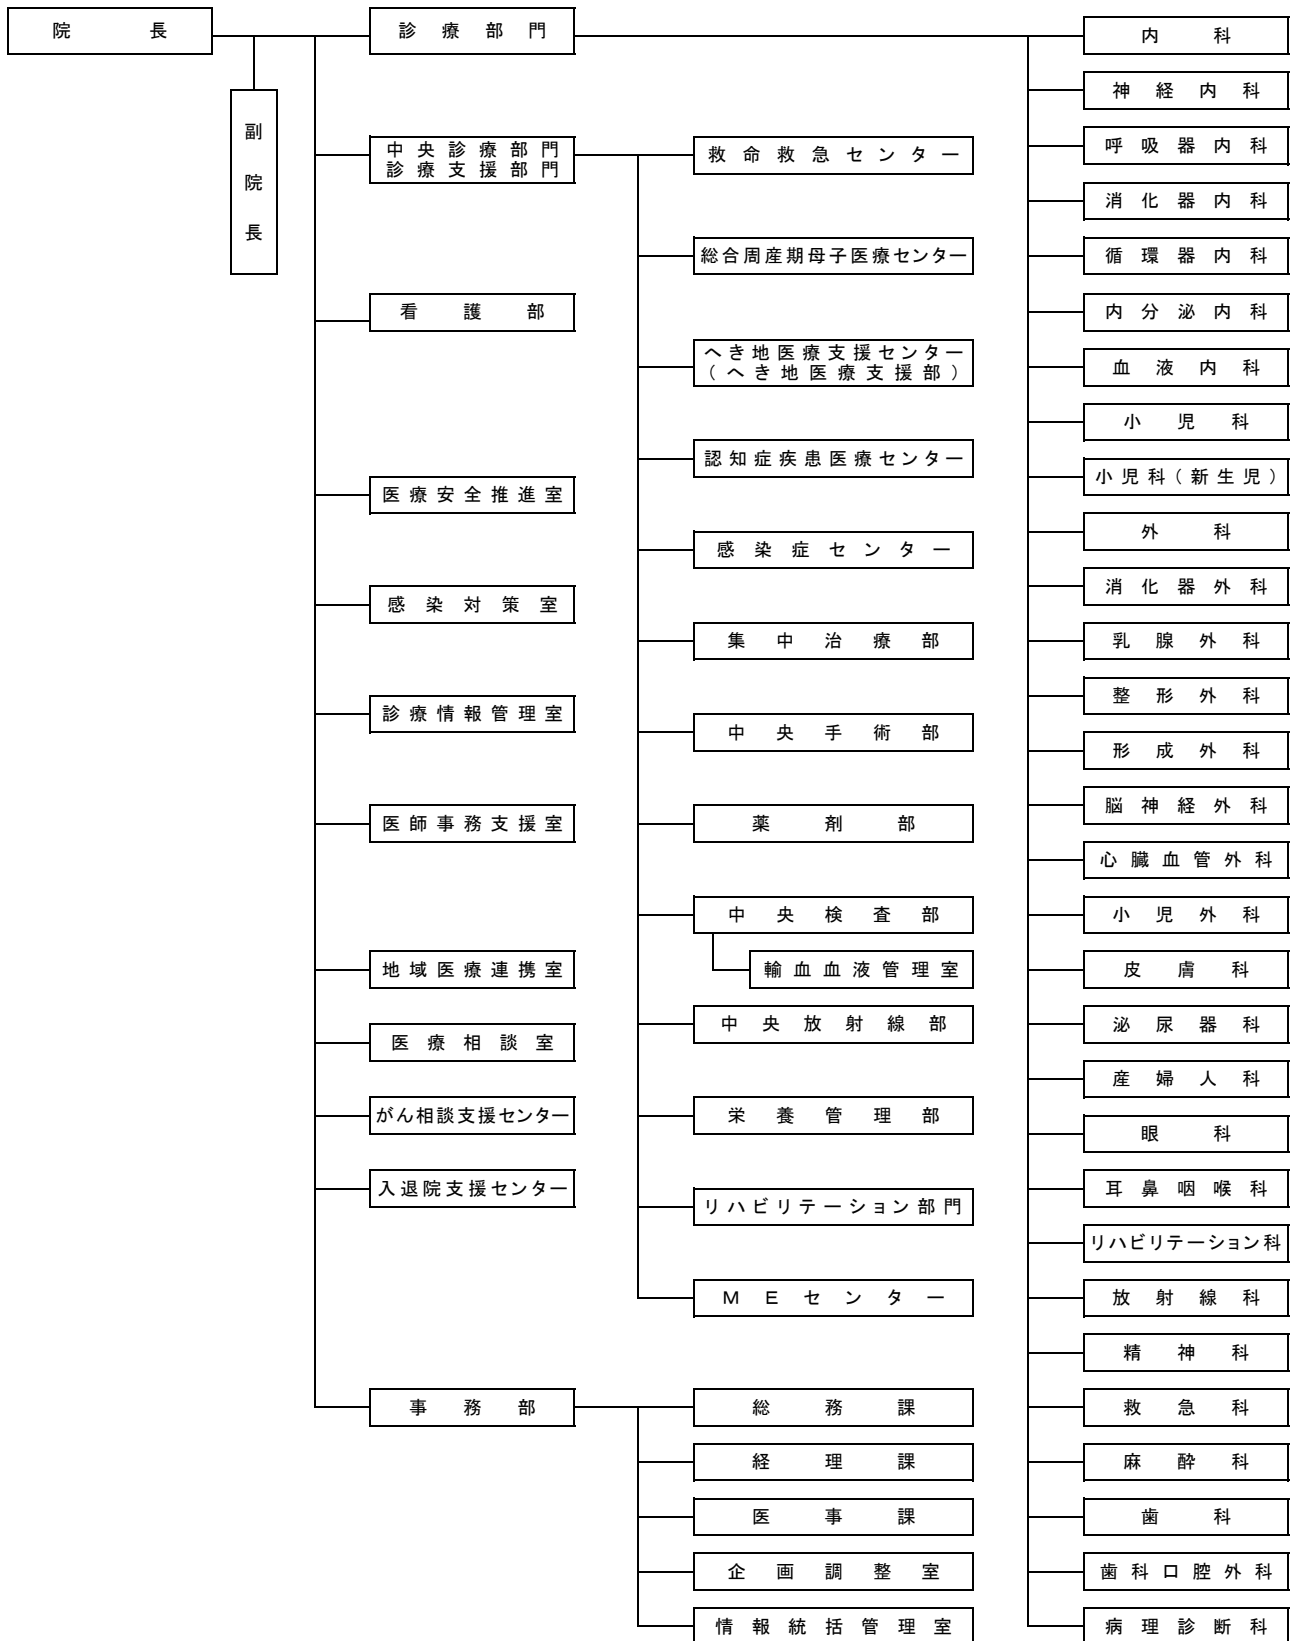 院長
副院長
診療部門
中央診療部門
診療支援部門
看護部
医療安全推進室
感染対策室
診療情報管理室
医師事務支援室
地域医療連携室
医療相談室
がん相談支援センター
入退院支援センター
事務部
救命救急センター
総合周産期母子医療センター
へき地医療支援センター
（へき地医療支援部）
認知症疾患医療センター
感染症センター
集中治療部
中央手術部
薬剤部
中央検査部
輸血血液管理室
中央放射線部
栄養管理部
リハビリテーション部門
ＭＥセンター
総務課
経理課
医事課
企画調整室
情報統括管理室
内科
神経内科
呼吸器内科
消化器内科
循環器内科
内分泌内科
血液内科
小児科
小児科（新生児）
外科
消化器外科
乳腺外科
整形外科
形成外科
脳神経外科
心臓血管外科
小児外科
皮膚科
泌尿器科
産婦人科
眼科
耳鼻咽喉科
リハビリテーション科
放射線科
精神科
救急科
麻酔科
歯科
歯科口腔外科
病理診断科